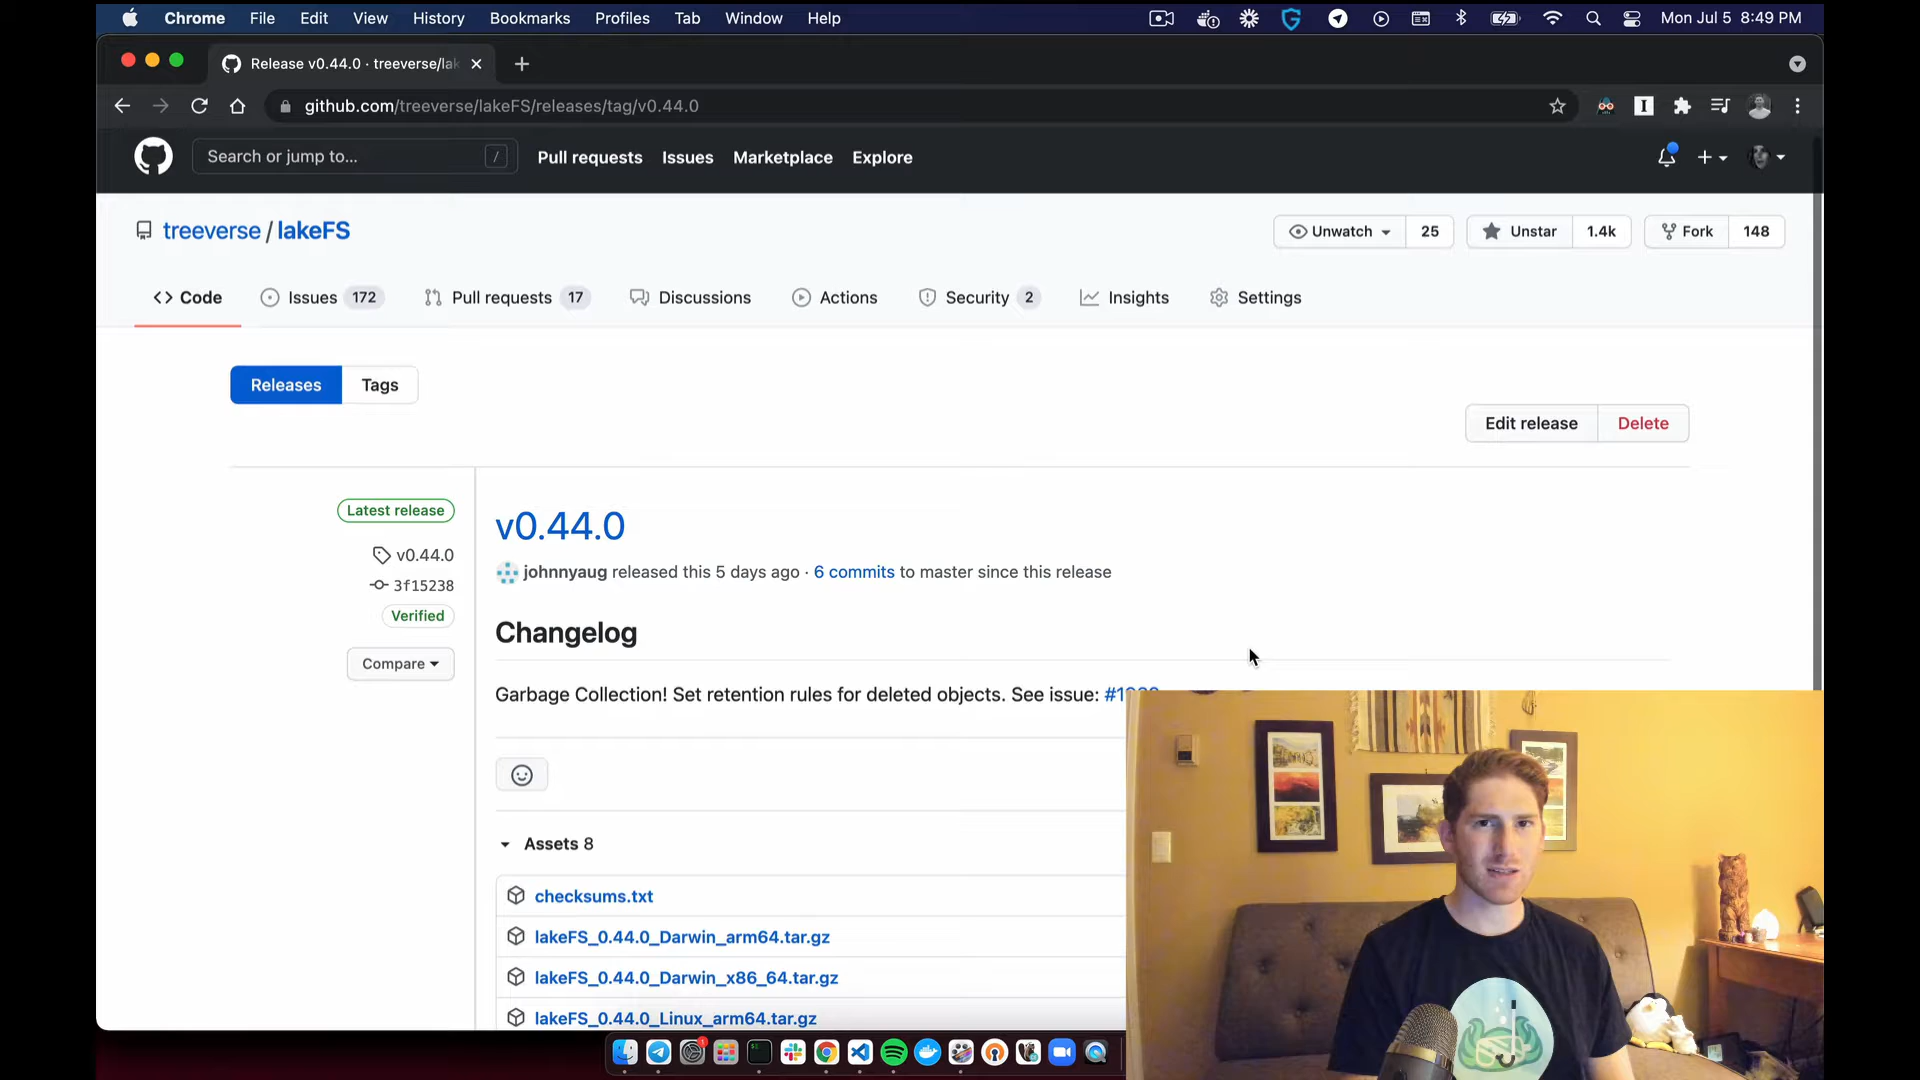 Chrome File Edit View History Bookmarks Profiles Tab Window Help Mon Jul 5 8:49 PM
Release v0.44.0 · treeverse/lak
github.com/treeverse/lakeFS/releases/tag/v0.44.0
Search or jump to... / Pull requests Issues Marketplace Explore
treeverse / lakeFS Unwatch 25 Unstar 1.4k Fork 148
Code Issues 172 Pull requests 17 Discussions Actions Security 2 Insights Settings
Releases Tags
Edit release Delete
Latest release
v0.44.0
3f15238
Verified
Compare
v0.44.0
johnnyaug released this 5 days ago · 6 commits to master since this release
Changelog
Garbage Collection! Set retention rules for deleted objects. See issue:
Assets 8
checksums.txt
lakeFS_0.44.0_Darwin_arm64.tar.gz
lakeFS_0.44.0_Darwin_x86_64.tar.gz
lakeFS_0.44.0_Linux_arm64.tar.gz